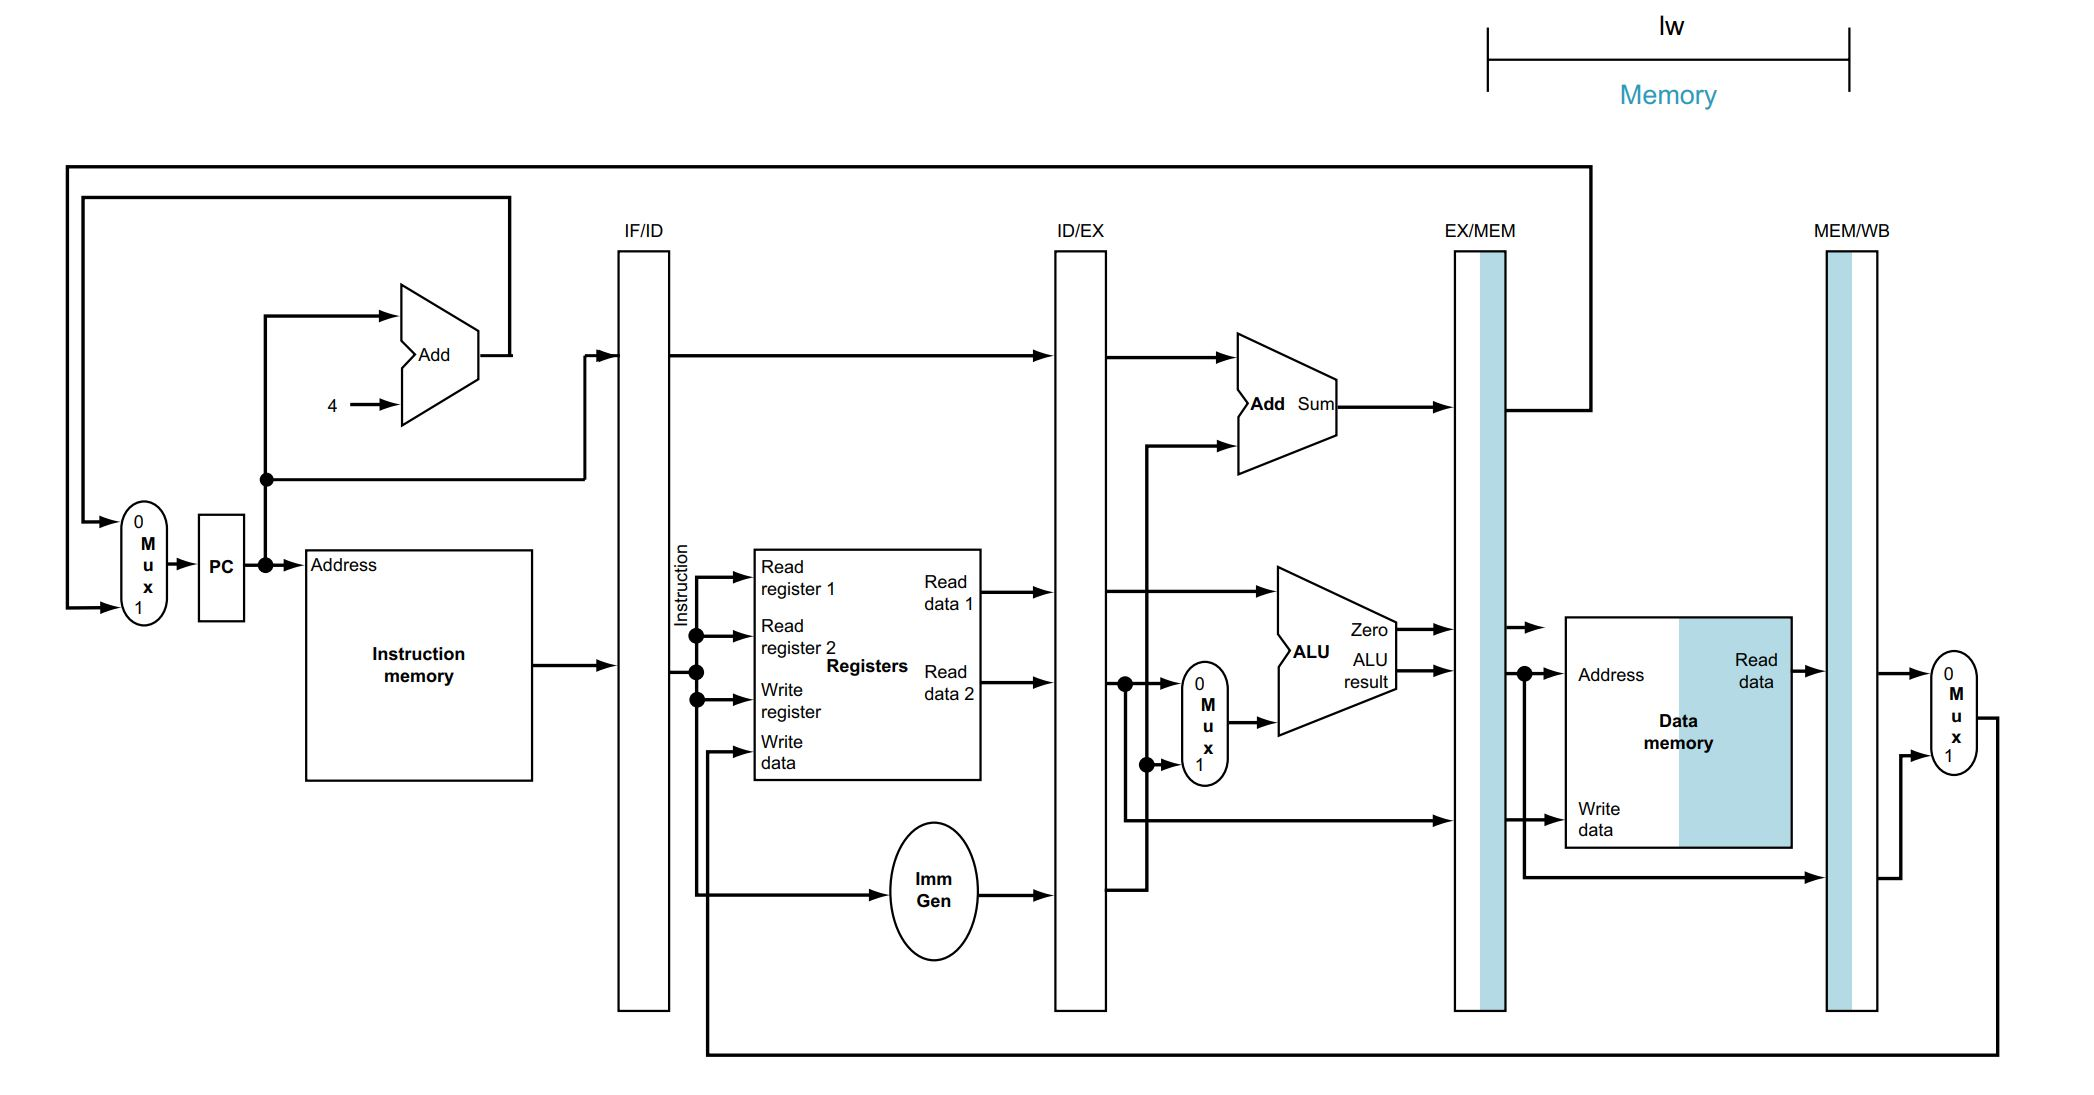 lw
Memory
IF/ID
ID/EX
EX/MEM
MEM/WB
Add
4
Add Sum
0
M
u
x
1
PC
Address
Instruction
memory
Instruction
Read
register 1
Read
register 2
Write
register
Write
data
Registers
Read
data 1
Read
data 2
Imm
Gen
0
M
u
x
1
ALU
Zero
ALU
result
Address
Read
data
Data
memory
Write
data
0
M
u
x
1